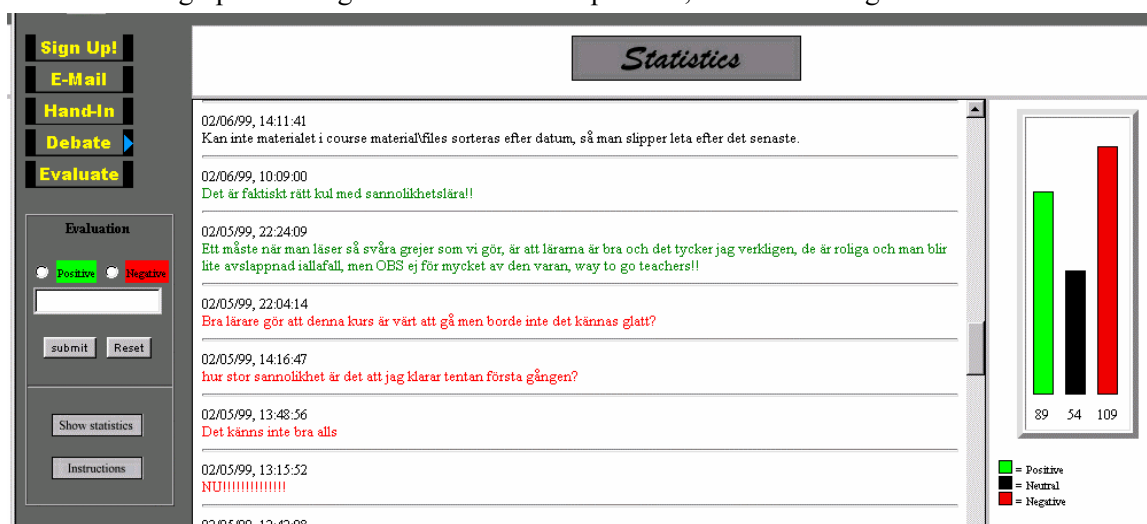 Sign Up!
E-Mail
Hand-In
Debate
Evaluate
Evaluation
Positive Negative
submit Reset
Show statistics
Instructions
Statistics
02/06/99, 14:11:41
Kan inte materialet i course material\files sorteras efter datum, så man slipper leta efter det senaste.
02/06/99, 10:09:00
Det är faktiskt rätt kul med sannolikhetslära!!
02/05/99, 22:24:09
Ett måste när man läser så svåra grejer som vi gör, är att lärarna är bra och det tycker jag verkligen, de är roliga och man blir
lite avslappnad iallafall, men OBS ej för mycket av den varan, way to go teachers!!
02/05/99, 22:04:14
Bra lärare gör att denna kurs är värt att gå men borde inte det kännas glatt?
02/05/99, 14:16:47
hur stor sannolikhet är det att jag klarar tentan första gången?
02/05/99, 13:48:56
Det känns inte bra alls
02/05/99, 13:15:52
NU!!!!!!!!!!!!!!
89 54 109
= Positive
= Neutral
= Negative